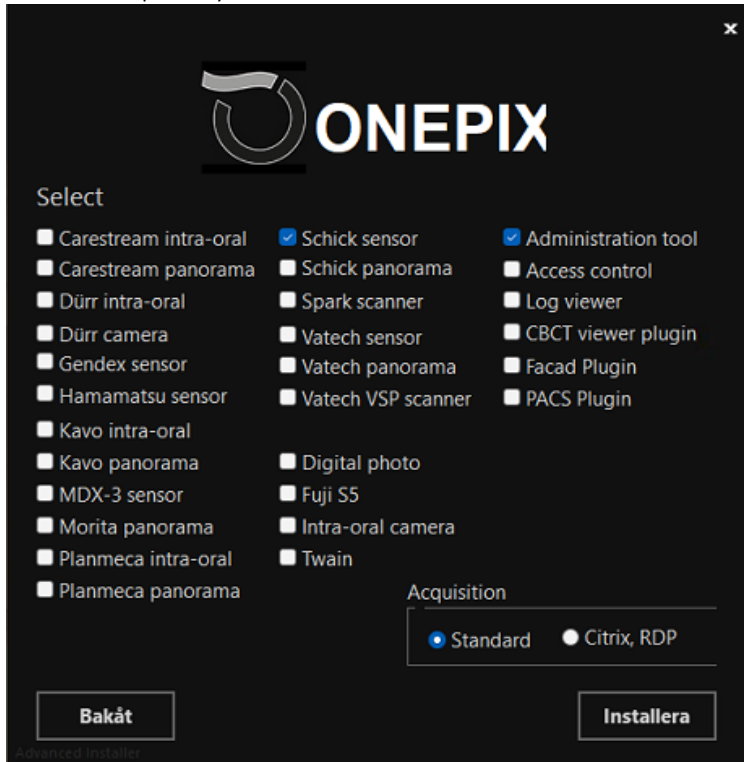 ×
ONEPIX
Select
Carestream intra-oral
Carestream panorama
Dürr intra-oral
Dürr camera
Gendex sensor
Hamamatsu sensor
Kavo intra-oral
Kavo panorama
MDX-3 sensor
Morita panorama
Planmeca intra-oral
Planmeca panorama
Schick sensor
Schick panorama
Spark scanner
Vatech sensor
Vatech panorama
Vatech VSP scanner
Digital photo
Fuji S5
Intra-oral camera
Twain
Administration tool
Access control
Log viewer
CBCT viewer plugin
Facad Plugin
PACS Plugin
Acquisition
Standard
Citrix, RDP
Bakåt
Installera
Advanced Installer